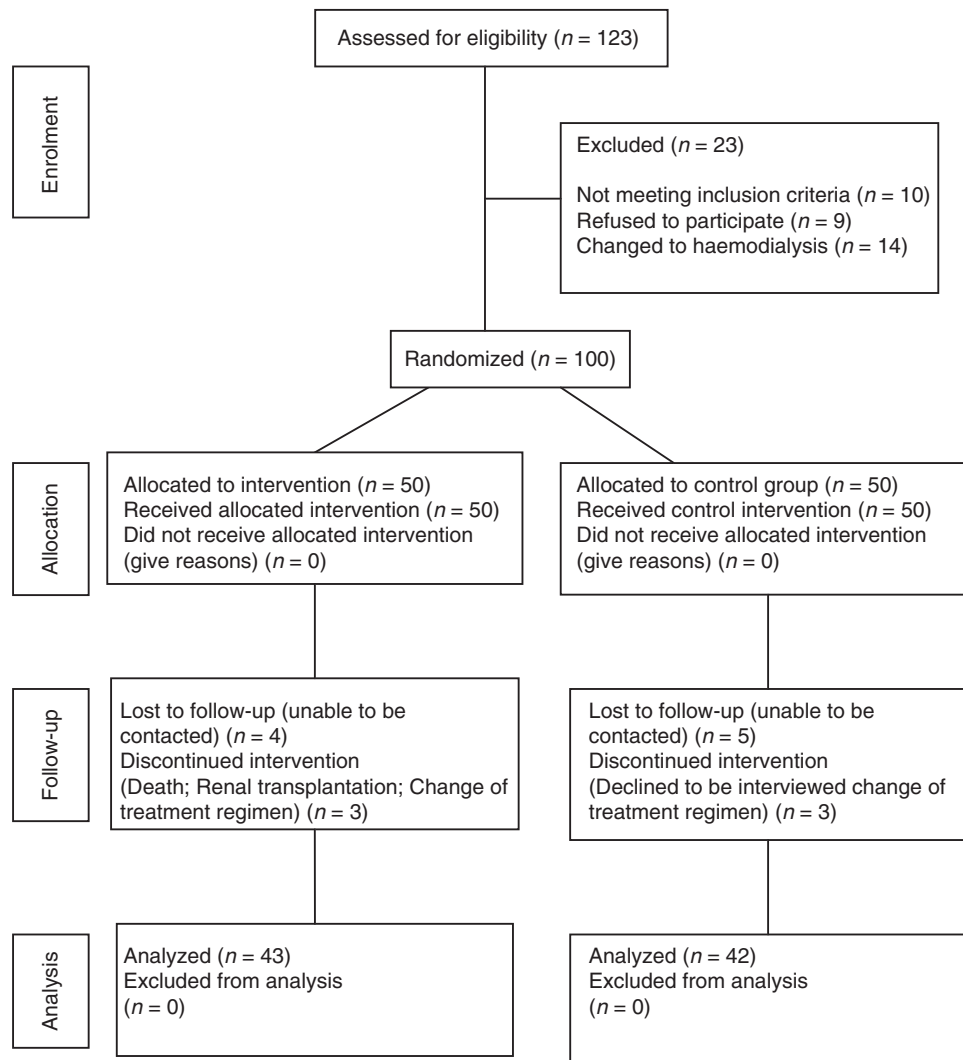 Assessed for eligibility (n = 123)
Enrolment
Excluded (n = 23)
Not meeting inclusion criteria (n = 10)
Refused to participate (n = 9)
Changed to haemodialysis (n = 14)
Randomized (n = 100)
Allocation
Allocated to intervention (n = 50)
Received allocated intervention (n = 50)
Did not receive allocated intervention
(give reasons) (n = 0)
Allocated to control group (n = 50)
Received control intervention (n = 50)
Did not receive allocated intervention
(give reasons) (n = 0)
Follow-up
Lost to follow-up (unable to be
contacted) (n = 4)
Discontinued intervention
(Death; Renal transplantation; Change of
treatment regimen) (n = 3)
Lost to follow-up (unable to be
contacted) (n = 5)
Discontinued intervention
(Declined to be interviewed change of
treatment regimen) (n = 3)
Analysis
Analyzed (n = 43)
Excluded from analysis
(n = 0)
Analyzed (n = 42)
Excluded from analysis
(n = 0)